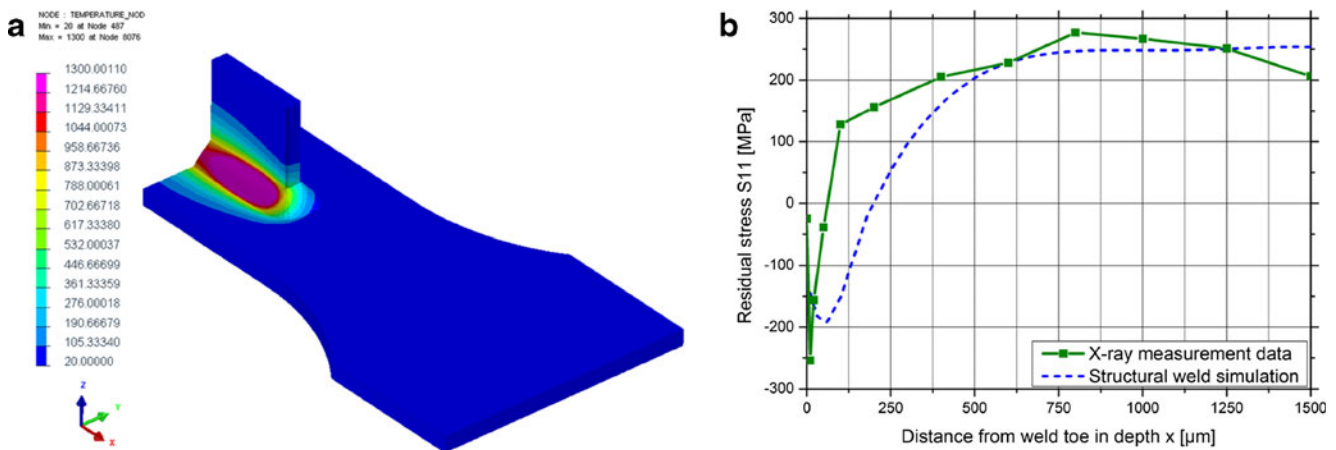 a
NODE : TEMPERATURE_NOD
Min = 20 at Node 487
Max = 1300 at Node 8076
1300.00110
1214.66760
1129.33411
1044.00073
958.66736
873.33398
788.00061
702.66718
617.33380
532.00037
446.66699
361.33359
276.00018
190.66679
105.33340
20.00000
Z
Y
X
b
Residual stress S11 [MPa]
300
200
100
0
-100
-200
-300
X-ray measurement data
Structural weld simulation
0 250 500 750 1000 1250 1500
Distance from weld toe in depth x [µm]